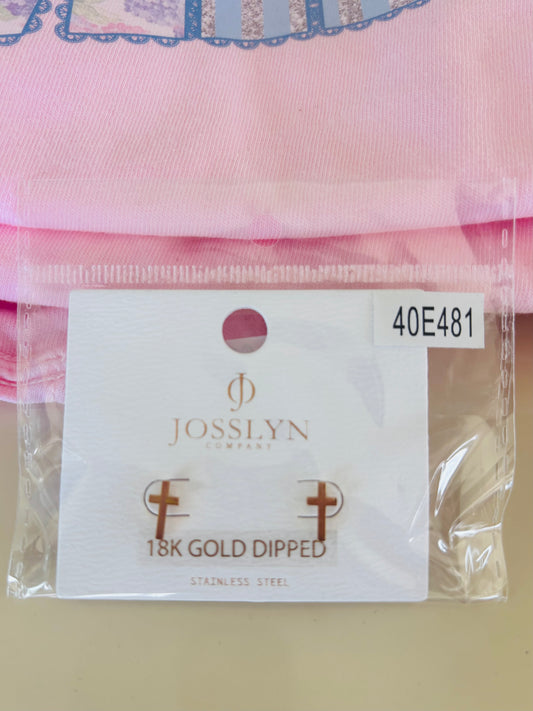 40E481
JOSSLYN
COMPANY
18K GOLD DIPPED
STAINLESS STEEL